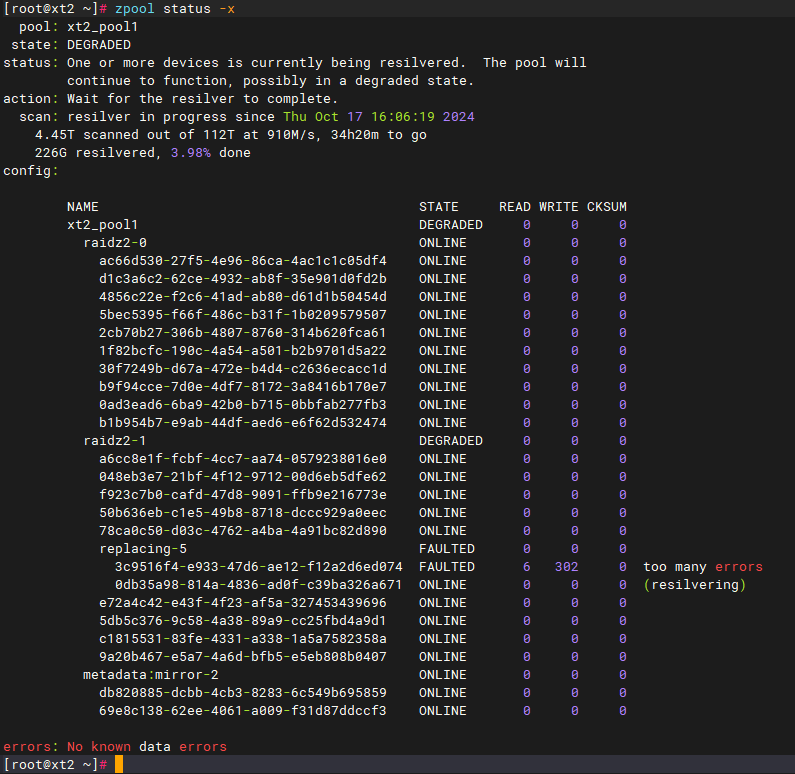 [root@xt2 ~]# zpool status -x
pool: xt2_pool1
state: DEGRADED
status: One or more devices is currently being resilvered.  The pool will
continue to function, possibly in a degraded state.
action: Wait for the resilver to complete.
scan: resilver in progress since Thu Oct 17 16:06:19 2024
4.45T scanned out of 112T at 910M/s, 34h20m to go
226G resilvered, 3.98% done
config:
NAME STATE READ WRITE CKSUM
xt2_pool1 DEGRADED 0 0 0
raidz2-0 ONLINE 0 0 0
ac66d530-27f5-4e96-86ca-4ac1c1c05df4 ONLINE 0 0 0
d1c3a6c2-62ce-4932-ab8f-35e901d0fd2b ONLINE 0 0 0
4856c22e-f2c6-41ad-ab80-d61d1b50454d ONLINE 0 0 0
5bec5395-f66f-486c-b31f-1b0209579507 ONLINE 0 0 0
2cb70b27-306b-4807-8760-314b620fca61 ONLINE 0 0 0
1f82bcfc-190c-4a54-a501-b2b9701d5a22 ONLINE 0 0 0
30f7249b-d67a-472e-b4d4-c2636ecacc1d ONLINE 0 0 0
b9f94cce-7d0e-4df7-8172-3a8416b170e7 ONLINE 0 0 0
0ad3ead6-6ba9-42b0-b715-0bbfab277fb3 ONLINE 0 0 0
b1b954b7-e9ab-44df-aed6-e6f62d532474 ONLINE 0 0 0
raidz2-1 DEGRADED 0 0 0
a6cc8e1f-fcbf-4cc7-aa74-0579238016e0 ONLINE 0 0 0
048eb3e7-21bf-4f12-9712-00d6eb5dfe62 ONLINE 0 0 0
f923c7b0-cafd-47d8-9091-ffb9e216773e ONLINE 0 0 0
50b636eb-c1e5-49b8-8718-dccc929a0eec ONLINE 0 0 0
78ca0c50-d03c-4762-a4ba-4a91bc82d890 ONLINE 0 0 0
replacing-5 FAULTED 0 0 0
3c9516f4-e933-47d6-ae12-f12a2d6ed074 FAULTED 6 302 0 too many errors
0db35a98-814a-4836-ad0f-c39ba326a671 ONLINE 0 0 0 (resilvering)
e72a4c42-e43f-4f23-af5a-327453439696 ONLINE 0 0 0
5db5c376-9c58-4a38-89a9-cc25fbd4a9d1 ONLINE 0 0 0
c1815531-83fe-4331-a338-1a5a7582358a ONLINE 0 0 0
9a20b467-e5a7-4a6d-bfb5-e5eb808b0407 ONLINE 0 0 0
metadata:mirror-2 ONLINE 0 0 0
db820885-dcbb-4cb3-8283-6c549b695859 ONLINE 0 0 0
69e8c138-62ee-4061-a009-f31d87ddccf3 ONLINE 0 0 0
errors: No known data errors
[root@xt2 ~]#